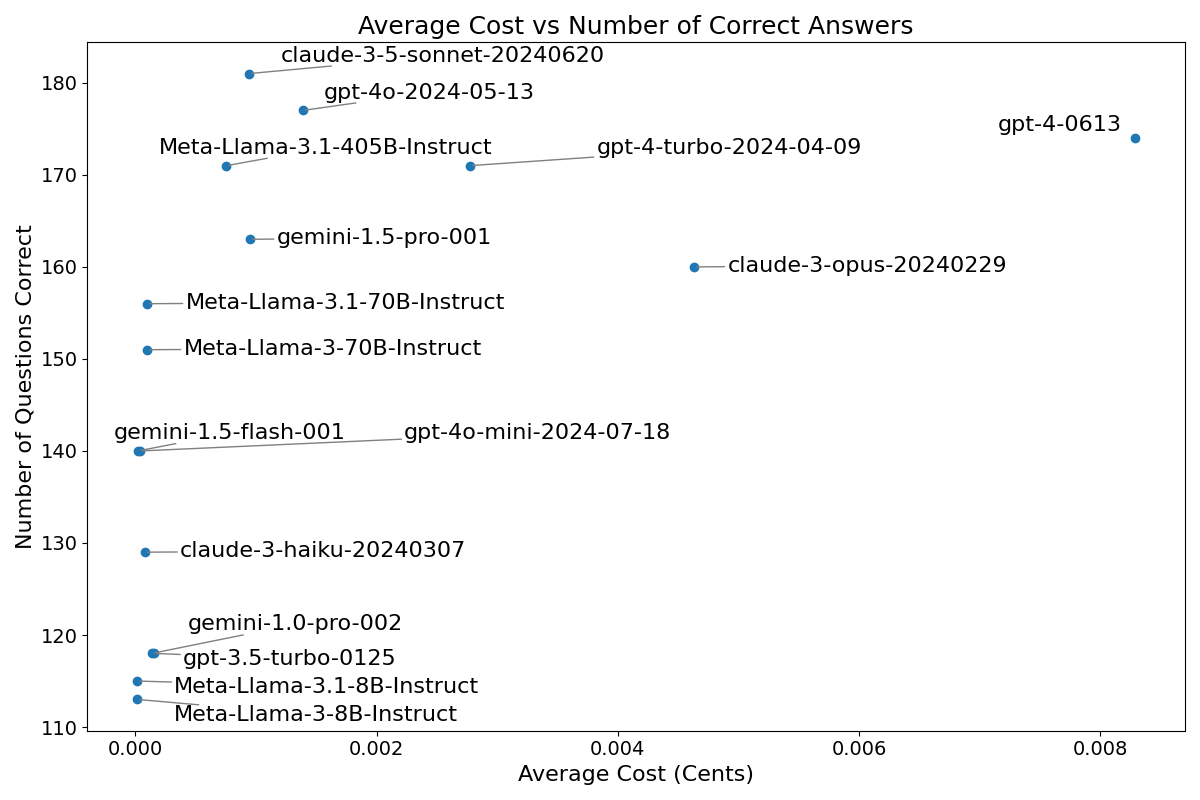 Average Cost vs Number of Correct Answers
claude-3-5-sonnet-20240620
gpt-4o-2024-05-13
gpt-4-0613
Meta-Llama-3.1-405B-Instruct
gpt-4-turbo-2024-04-09
gemini-1.5-pro-001
claude-3-opus-20240229
Meta-Llama-3.1-70B-Instruct
Meta-Llama-3-70B-Instruct
gemini-1.5-flash-001
gpt-4o-mini-2024-07-18
claude-3-haiku-20240307
gemini-1.0-pro-002
gpt-3.5-turbo-0125
Meta-Llama-3.1-8B-Instruct
Meta-Llama-3-8B-Instruct
Number of Questions Correct
180
170
160
150
140
130
120
110
0.000
0.002
0.004
0.006
0.008
Average Cost (Cents)